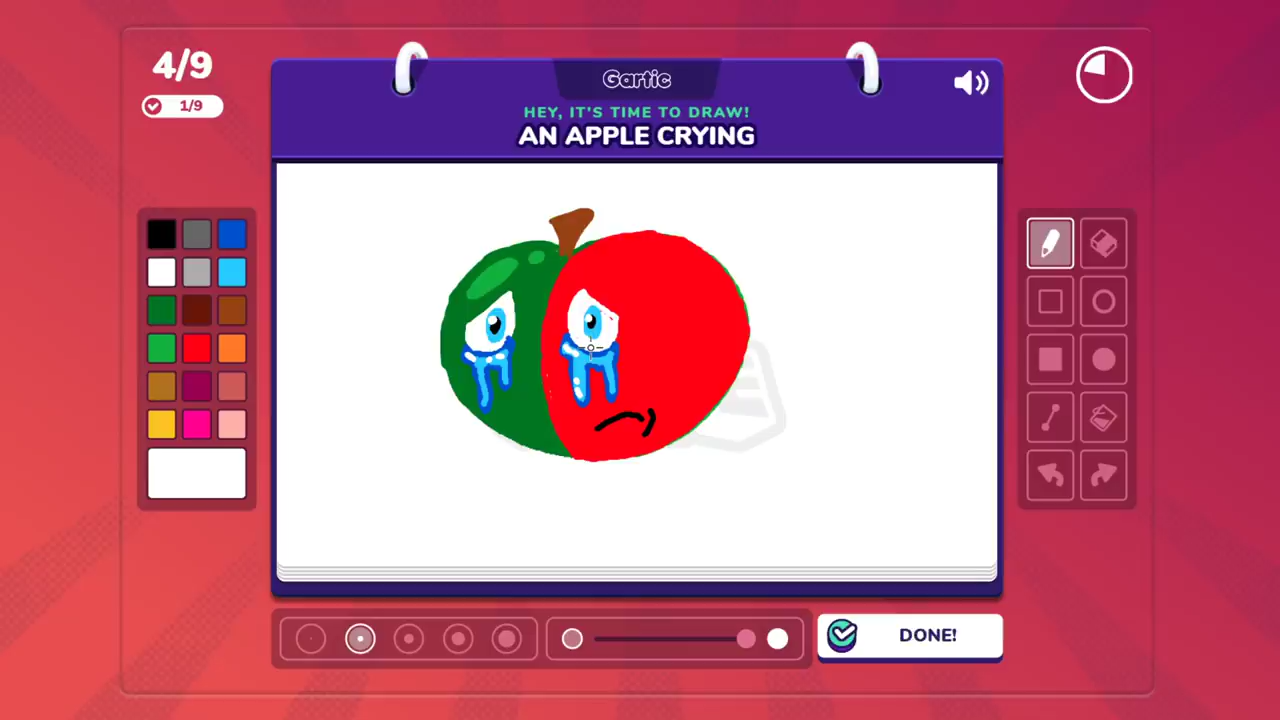 4/9
1/9
Gartic
HEY, IT'S TIME TO DRAW!
AN APPLE CRYING
DONE!